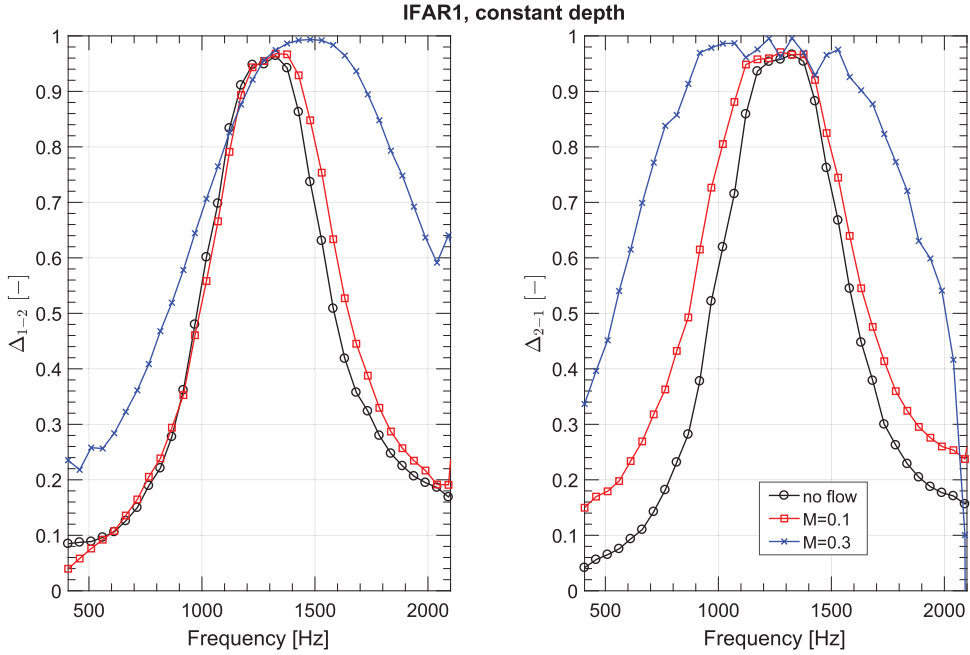 IFAR1, constant depth
1
0.9
0.8
0.7
0.6
0.5
0.4
0.3
0.2
0.1
0
Δ₁₋₂ [−]
500 1000 1500 2000
Frequency [Hz]
1
0.9
0.8
0.7
0.6
0.5
0.4
0.3
0.2
0.1
0
Δ₂₋₁ [−]
no flow
M=0.1
M=0.3
500 1000 1500 2000
Frequency [Hz]